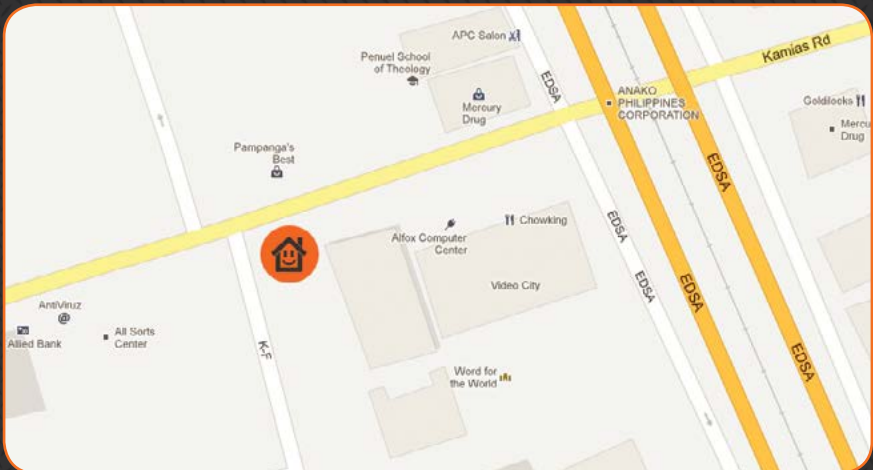 APC Salon
Penuel School
of Theology
EDSA
Kamias Rd
Mercury
Drug
ANAKO
PHILIPPINES
CORPORATION
Goldilocks
Mercu
Drug
Pampanga's
Best
EDSA
Chowking
EDSA
Alfox Computer
Center
EDSA
Video City
EDSA
AntiViruz
@
Allied Bank
All Sorts
Center
K-F
EDSA
Word for
the World